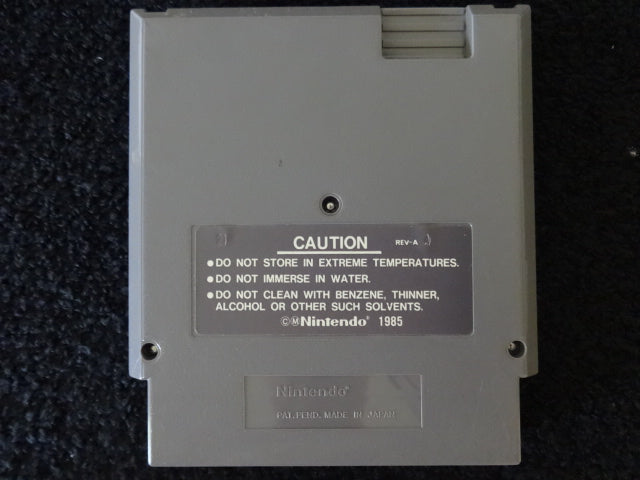 CAUTION REV-A
•DO NOT STORE IN EXTREME TEMPERATURES.
•DO NOT IMMERSE IN WATER.
•DO NOT CLEAN WITH BENZENE, THINNER,
ALCOHOL OR OTHER SUCH SOLVENTS.
©ⓂNintendo® 1985
Nintendo®
PAT. PEND. MADE IN JAPAN